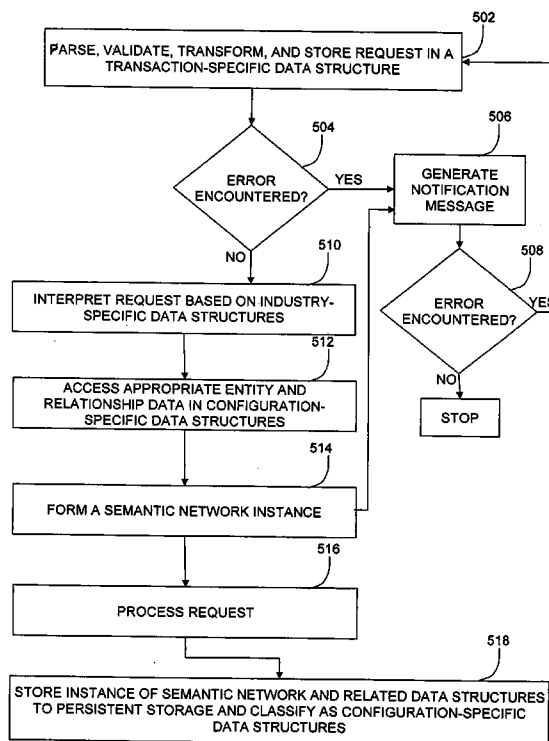 502
PARSE, VALIDATE, TRANSFORM, AND STORE REQUEST IN A
TRANSACTION-SPECIFIC DATA STRUCTURE
504
ERROR
ENCOUNTERED?
YES
NO
506
GENERATE
NOTIFICATION
MESSAGE
508
ERROR
ENCOUNTERED?
YES
NO
STOP
510
INTERPRET REQUEST BASED ON INDUSTRY-
SPECIFIC DATA STRUCTURES
512
ACCESS APPROPRIATE ENTITY AND
RELATIONSHIP DATA IN CONFIGURATION-
SPECIFIC DATA STRUCTURES
514
FORM A SEMANTIC NETWORK INSTANCE
516
PROCESS REQUEST
518
STORE INSTANCE OF SEMANTIC NETWORK AND RELATED DATA STRUCTURES
TO PERSISTENT STORAGE AND CLASSIFY AS CONFIGURATION-SPECIFIC
DATA STRUCTURES